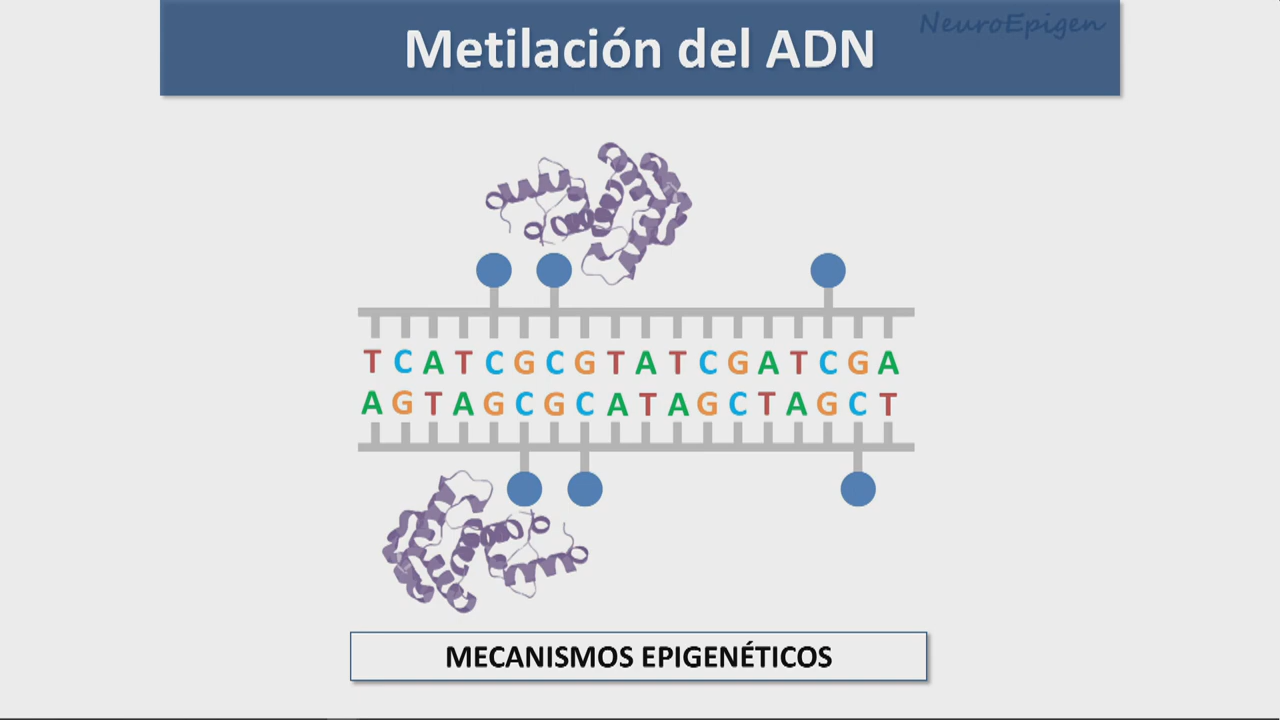 NeuroEpigen
Metilación del ADN
TCATCGCGTATCGATCGA
AGTAGCGCATAGCTAGCT
MECANISMOS EPIGENÉTICOS